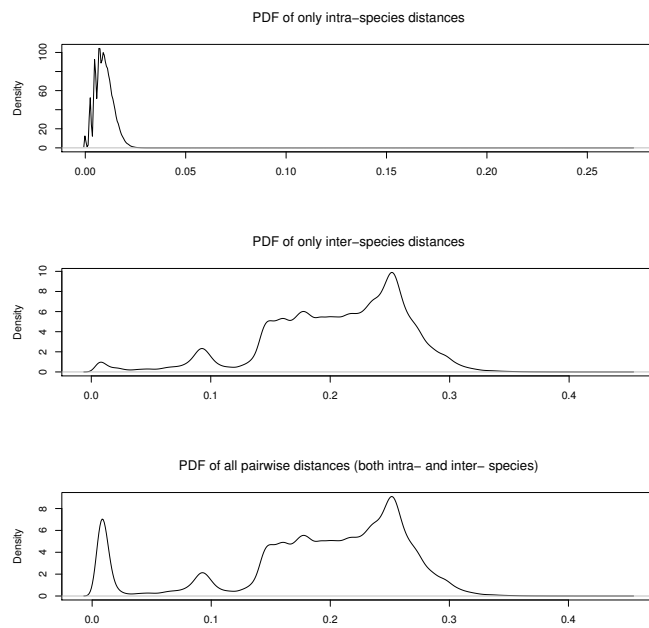 PDF of only intra−species distances
Density
0 20 60 100
0.00 0.05 0.10 0.15 0.20 0.25
PDF of only inter−species distances
Density
0 2 4 6 8 10
0.0 0.1 0.2 0.3 0.4
PDF of all pairwise distances (both intra− and inter− species)
Density
0 2 4 6 8
0.0 0.1 0.2 0.3 0.4